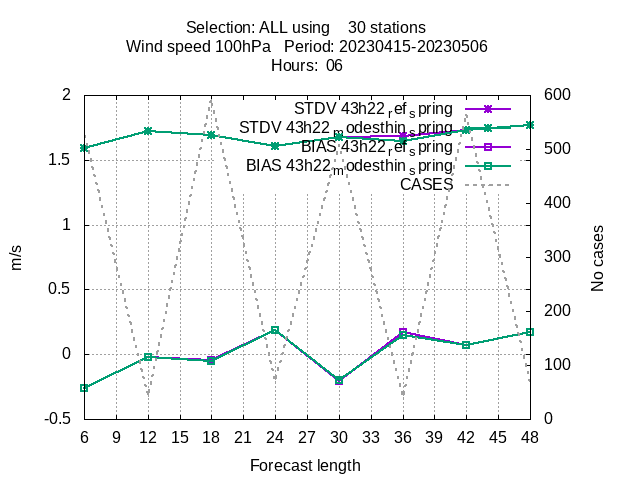 Selection: ALL using 30 stations
Wind speed 100hPa Period: 20230415-20230506
Hours: 06
STDV 43h22_ref_spring
STDV 43h22_modesthin_spring
BIAS 43h22_ref_spring
BIAS 43h22_modesthin_spring
CASES
2
1.5
1
0.5
0
-0.5
600
500
400
300
200
100
0
m/s
No cases
6 9 12 15 18 21 24 27 30 33 36 39 42 45 48
Forecast length